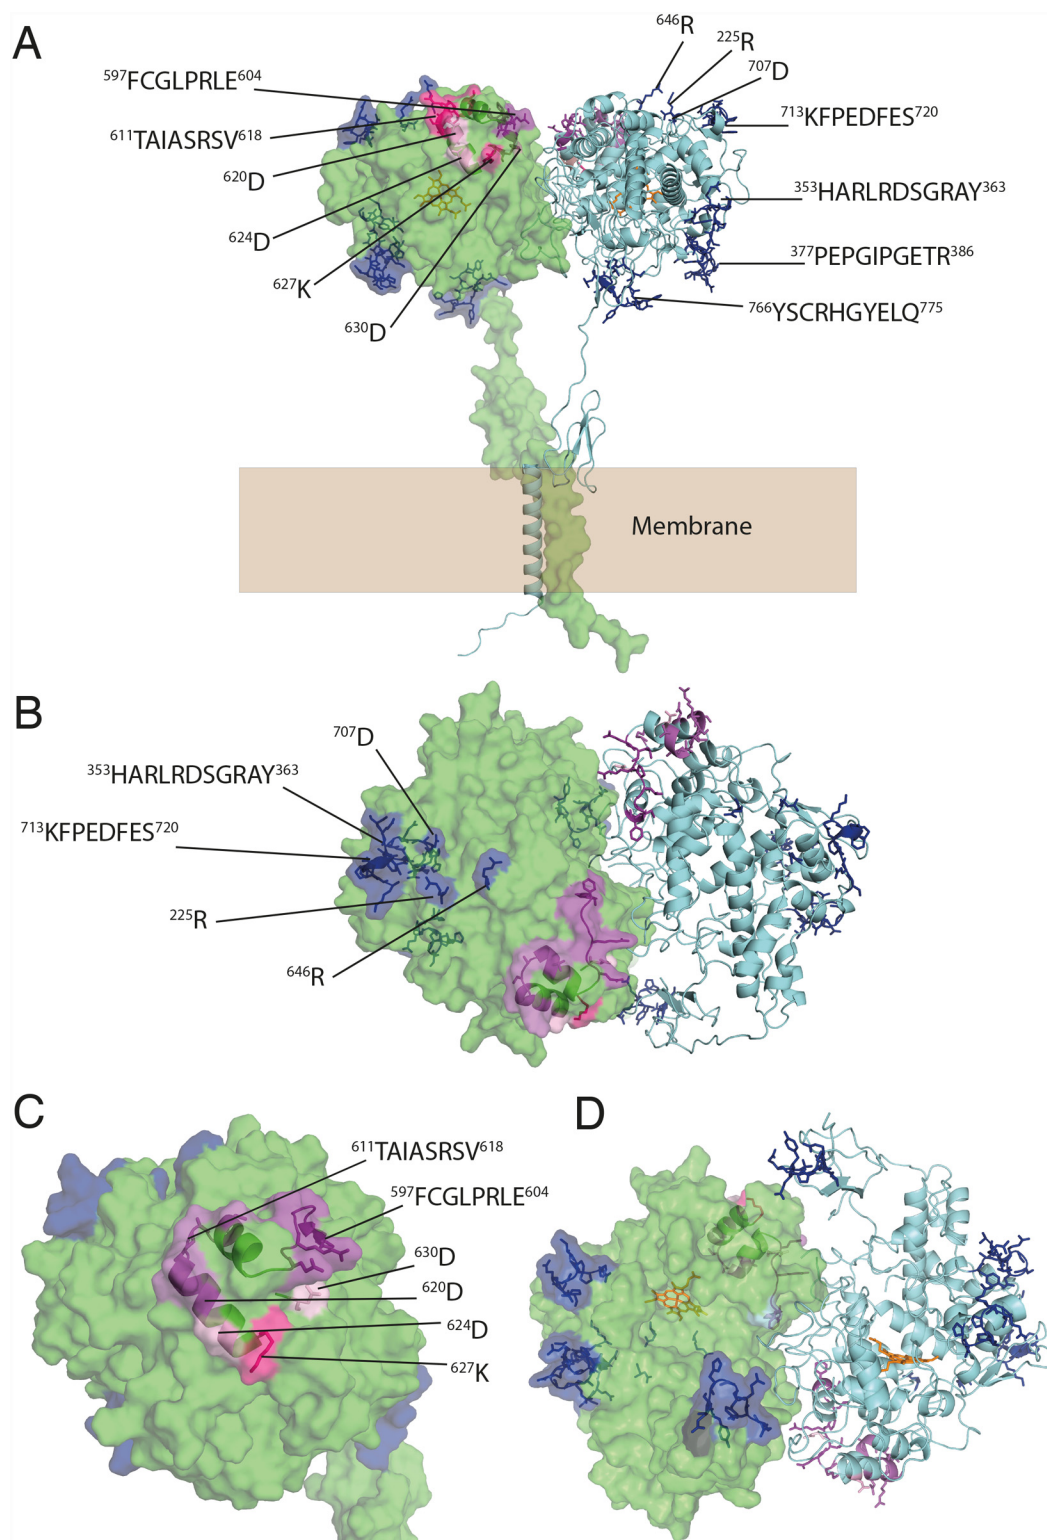 A
⁶⁴⁶R
²²⁵R
⁷⁰⁷D
⁵⁹⁷FCGLPRLE⁶⁰⁴
⁷¹³KFPEDFES⁷²⁰
⁶¹¹TAIASRSV⁶¹⁸
⁶²⁰D
³⁵³HARLRDSGRAY³⁶³
⁶²⁴D
³⁷⁷PEPGIPGETR³⁸⁶
⁶²⁷K
⁷⁶⁶YSCRHGYELQ⁷⁷⁵
⁶³⁰D
Membrane
B
⁷⁰⁷D
³⁵³HARLRDSGRAY³⁶³
⁷¹³KFPEDFES⁷²⁰
²²⁵R
⁶⁴⁶R
C
⁶¹¹TAIASRSV⁶¹⁸
⁵⁹⁷FCGLPRLE⁶⁰⁴
⁶³⁰D
⁶²⁰D
⁶²⁴D
⁶²⁷K
D